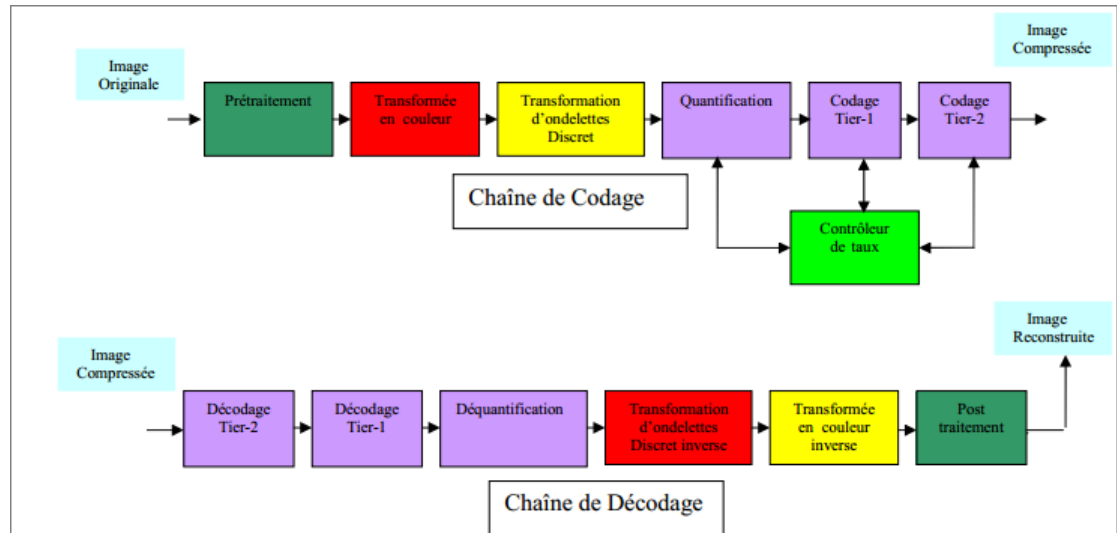 Image
Originale
Prétraitement
Transformée
en couleur
Transformation
d'ondelettes
Discret
Quantification
Codage
Tier-1
Codage
Tier-2
Image
Compressée
Chaîne de Codage
Contrôleur
de taux
Image
Compressée
Décodage
Tier-2
Décodage
Tier-1
Déquantification
Transformation
d'ondelettes
Discret inverse
Transformée
en couleur
inverse
Post
traitement
Image
Reconstruite
Chaîne de Décodage